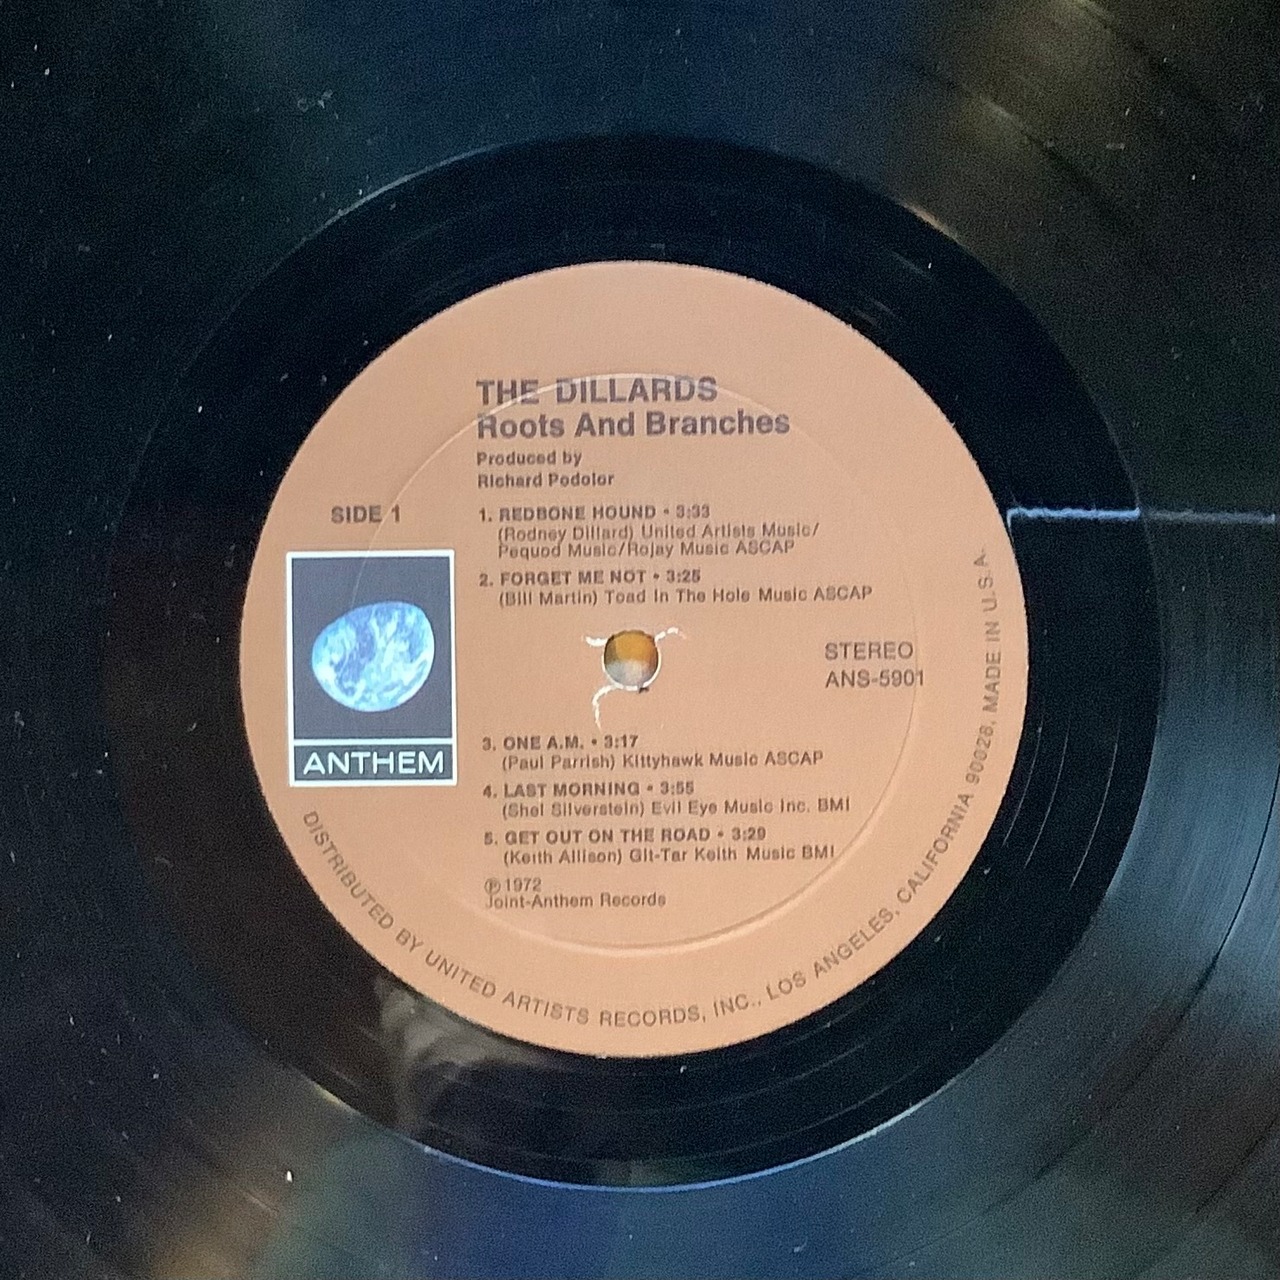 THE DILLARDS
Roots And Branches
Produced by
Richard Podolor
SIDE 1
1. REDBONE HOUND • 3:33
(Rodney Dillard) United Artists Music/
Pequod Music/Rojay Music ASCAP
2. FORGET ME NOT • 3:25
(Bill Martin) Toad In The Hole Music ASCAP
STEREO
ANS-5901
ANTHEM
3. ONE A.M. • 3:17
(Paul Parrish) Kittyhawk Music ASCAP
4. LAST MORNING • 3:55
(Shel Silverstein) Evil Eye Music Inc. BMI
5. GET OUT ON THE ROAD • 3:29
(Keith Allison) Git-Tar Keith Music BMI
℗ 1972
Joint-Anthem Records
DISTRIBUTED BY UNITED ARTISTS RECORDS, INC., LOS ANGELES, CALIFORNIA 90028, MADE IN U.S.A.